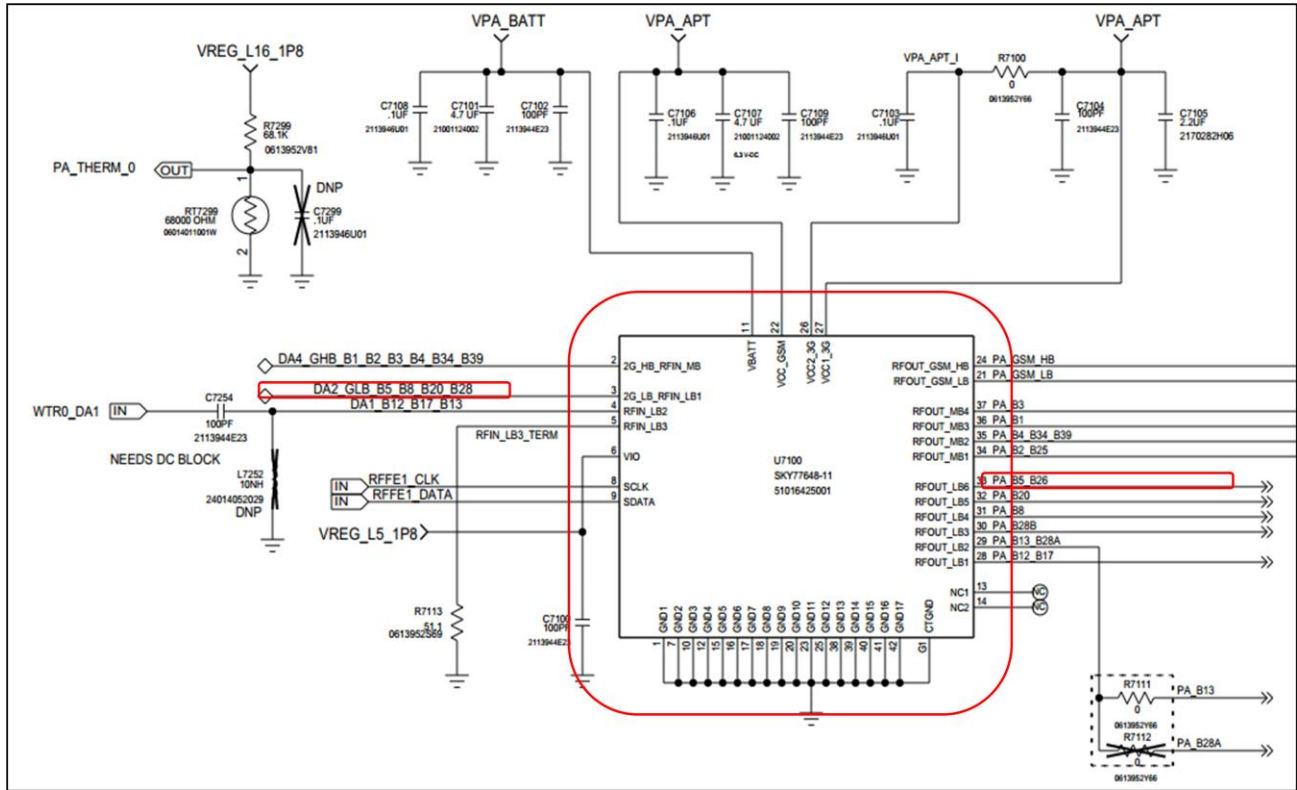 VPA_BATT
VPA_APT
VPA_APT
VREG_L16_1P8
VPA_APT_I
R7100
0
0613952Y66
C7108
.1UF
2113946U01
C7101
4.7 UF
21001124002
C7102
100PF
2113944E23
C7106
.1UF
2113946U01
C7107
4.7 UF
21001124002
6.3 V-DC
C7109
100PF
2113944E23
C7103
.1UF
2113946U01
C7104
100PF
2113944E23
C7105
2.2UF
2170282H06
R7299
68.1K
0613952V81
PA_THERM_0
OUT
1
DNP
RT7299
68000 OHM
06014011001W
C7299
.1UF
2113946U01
2
11
22
26
27
VBATT
VCC_GSM
VCC2_3G
VCC1_3G
DA4_GHB_B1_B2_B3_B4_B34_B39
2
2G_HB_RFIN_MB
DA2_GLB_B5_B8_B20_B28
3
2G_LB_RFIN_LB1
WTR0_DA1
IN
C7254
100PF
2113944E23
DA1_B12_B17_B13
4
RFIN_LB2
5
RFIN_LB3
RFIN_LB3_TERM
NEEDS DC BLOCK
6
VIO
L7252
10NH
24014052029
DNP
IN
RFFE1_CLK
8
SCLK
IN
RFFE1_DATA
9
SDATA
VREG_L5_1P8
U7100
SKY77648-11
51016425001
RFOUT_GSM_HB
24
PA_GSM_HB
RFOUT_GSM_LB
21
PA_GSM_LB
RFOUT_MB4
37
PA_B3
RFOUT_MB3
36
PA_B1
RFOUT_MB2
35
PA_B4_B34_B39
RFOUT_MB1
34
PA_B2_B25
RFOUT_LB6
33
PA_B5_B26
RFOUT_LB5
32
PA_B20
RFOUT_LB4
31
PA_B8
RFOUT_LB3
30
PA_B28B
RFOUT_LB2
29
PA_B13_B28A
RFOUT_LB1
28
PA_B12_B17
NC1
13
NC
NC2
14
NC
R7113
51.1
0613952S69
C7100
100PF
2113944E23
GND1
GND2
GND3
GND4
GND5
GND6
GND7
GND8
GND9
GND10
GND11
GND12
GND13
GND14
GND15
GND16
GND17
CTGND
1
7
10
12
15
16
17
18
19
20
23
25
38
39
40
41
42
G1
R7111
0
0613952Y66
PA_B13
R7112
0
0613952Y66
PA_B28A